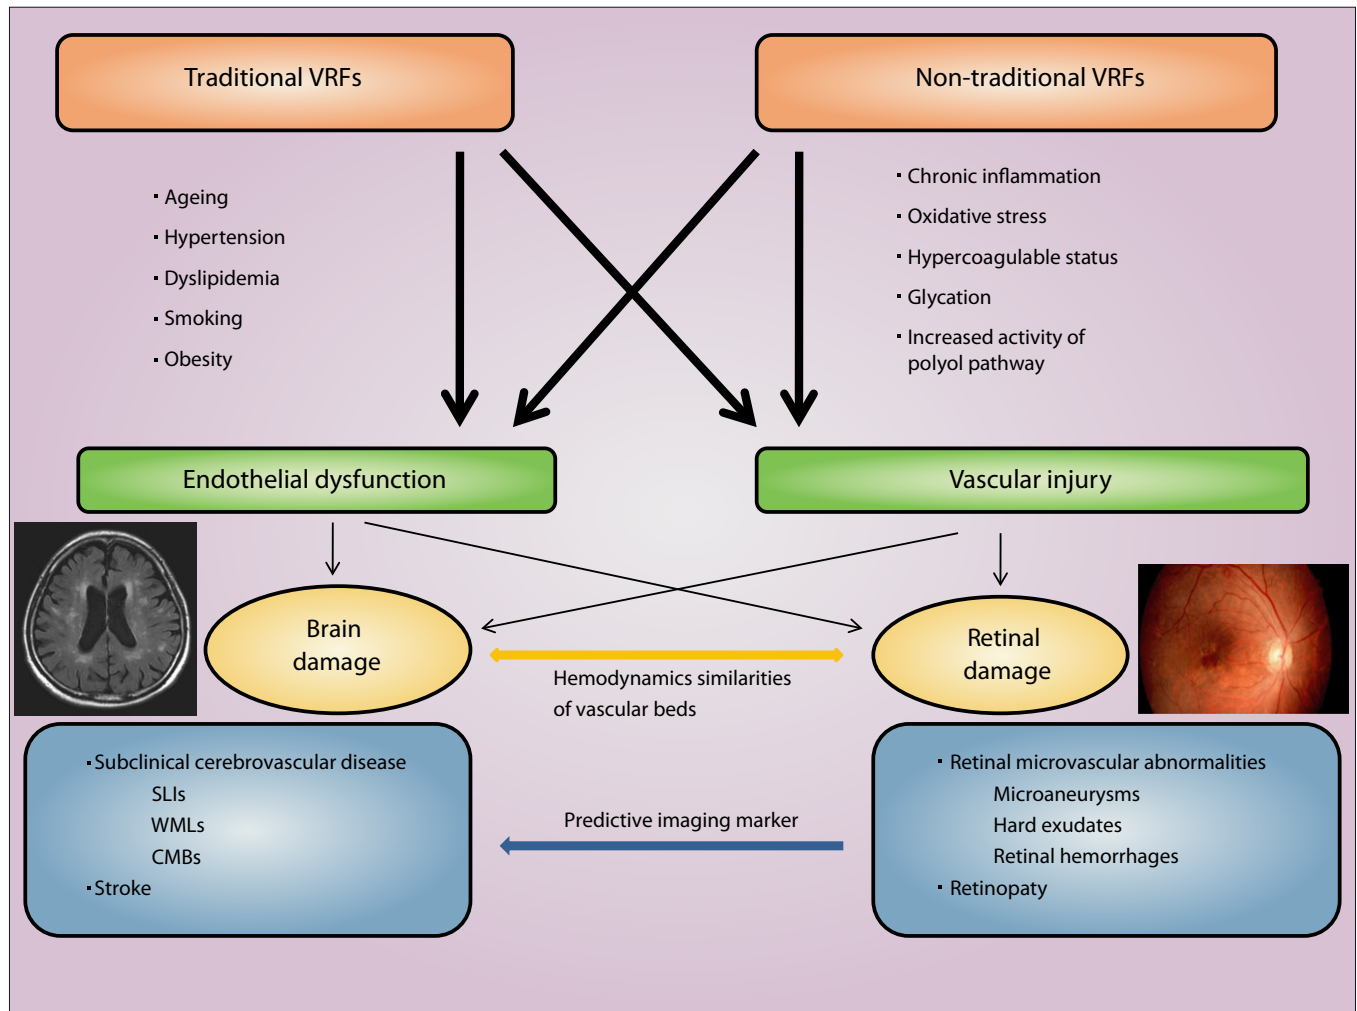 Traditional VRFs
Non-traditional VRFs
· Ageing
· Hypertension
· Dyslipidemia
· Smoking
· Obesity
· Chronic inflammation
· Oxidative stress
· Hypercoagulable status
· Glycation
· Increased activity of
polyol pathway
Endothelial dysfunction
Vascular injury
Brain
damage
Retinal
damage
Hemodynamics similarities
of vascular beds
·Subclinical cerebrovascular disease
SLIs
WMLs
CMBs
·Stroke
Predictive imaging marker
· Retinal microvascular abnormalities
Microaneurysms
Hard exudates
Retinal hemorrhages
· Retinopaty